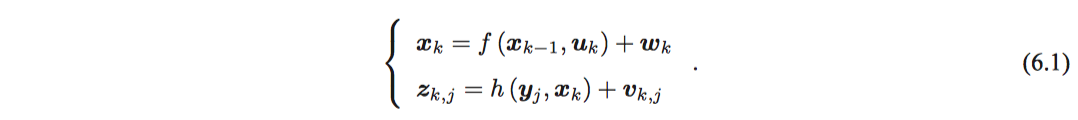 { x_k = f (x_{k−1}, u_k) + w_k
z_{k,j} = h (y_j, x_k) + v_{k,j} . (6.1)